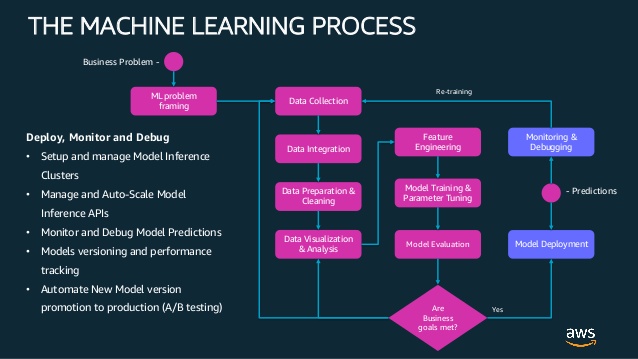 THE MACHINE LEARNING PROCESS
Business Problem -
ML problem
framing
Data Collection
Re-training
Deploy, Monitor and Debug
• Setup and manage Model Inference
Clusters
• Manage and Auto-Scale Model
Inference APIs
• Monitor and Debug Model Predictions
• Models versioning and performance
tracking
• Automate New Model version
promotion to production (A/B testing)
Data Integration
Data Preparation &
Cleaning
Data Visualization
& Analysis
Feature
Engineering
Model Training &
Parameter Tuning
Model Evaluation
Are
Business
goals met?
Yes
Monitoring &
Debugging
- Predictions
Model Deployment
aws